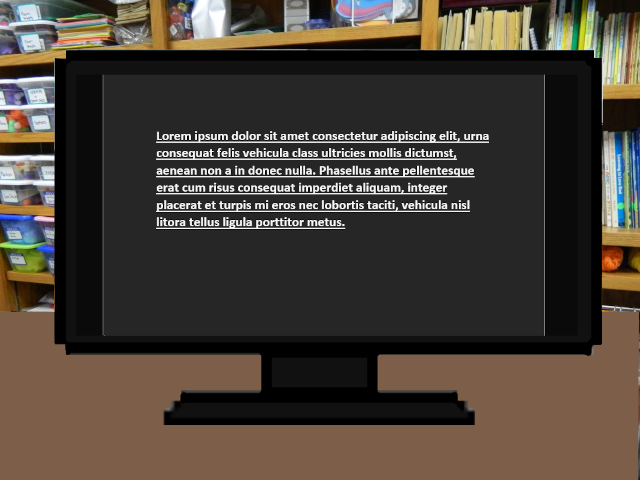 Lorem ipsum dolor sit amet consectetur adipiscing elit, urna
consequat felis vehicula class ultricies mollis dictumst,
aenean non a in donec nulla. Phasellus ante pellentesque
erat cum risus consequat imperdiet aliquam, integer
placerat et turpis mi eros nec lobortis taciti, vehicula nisl
litora tellus ligula porttitor metus.